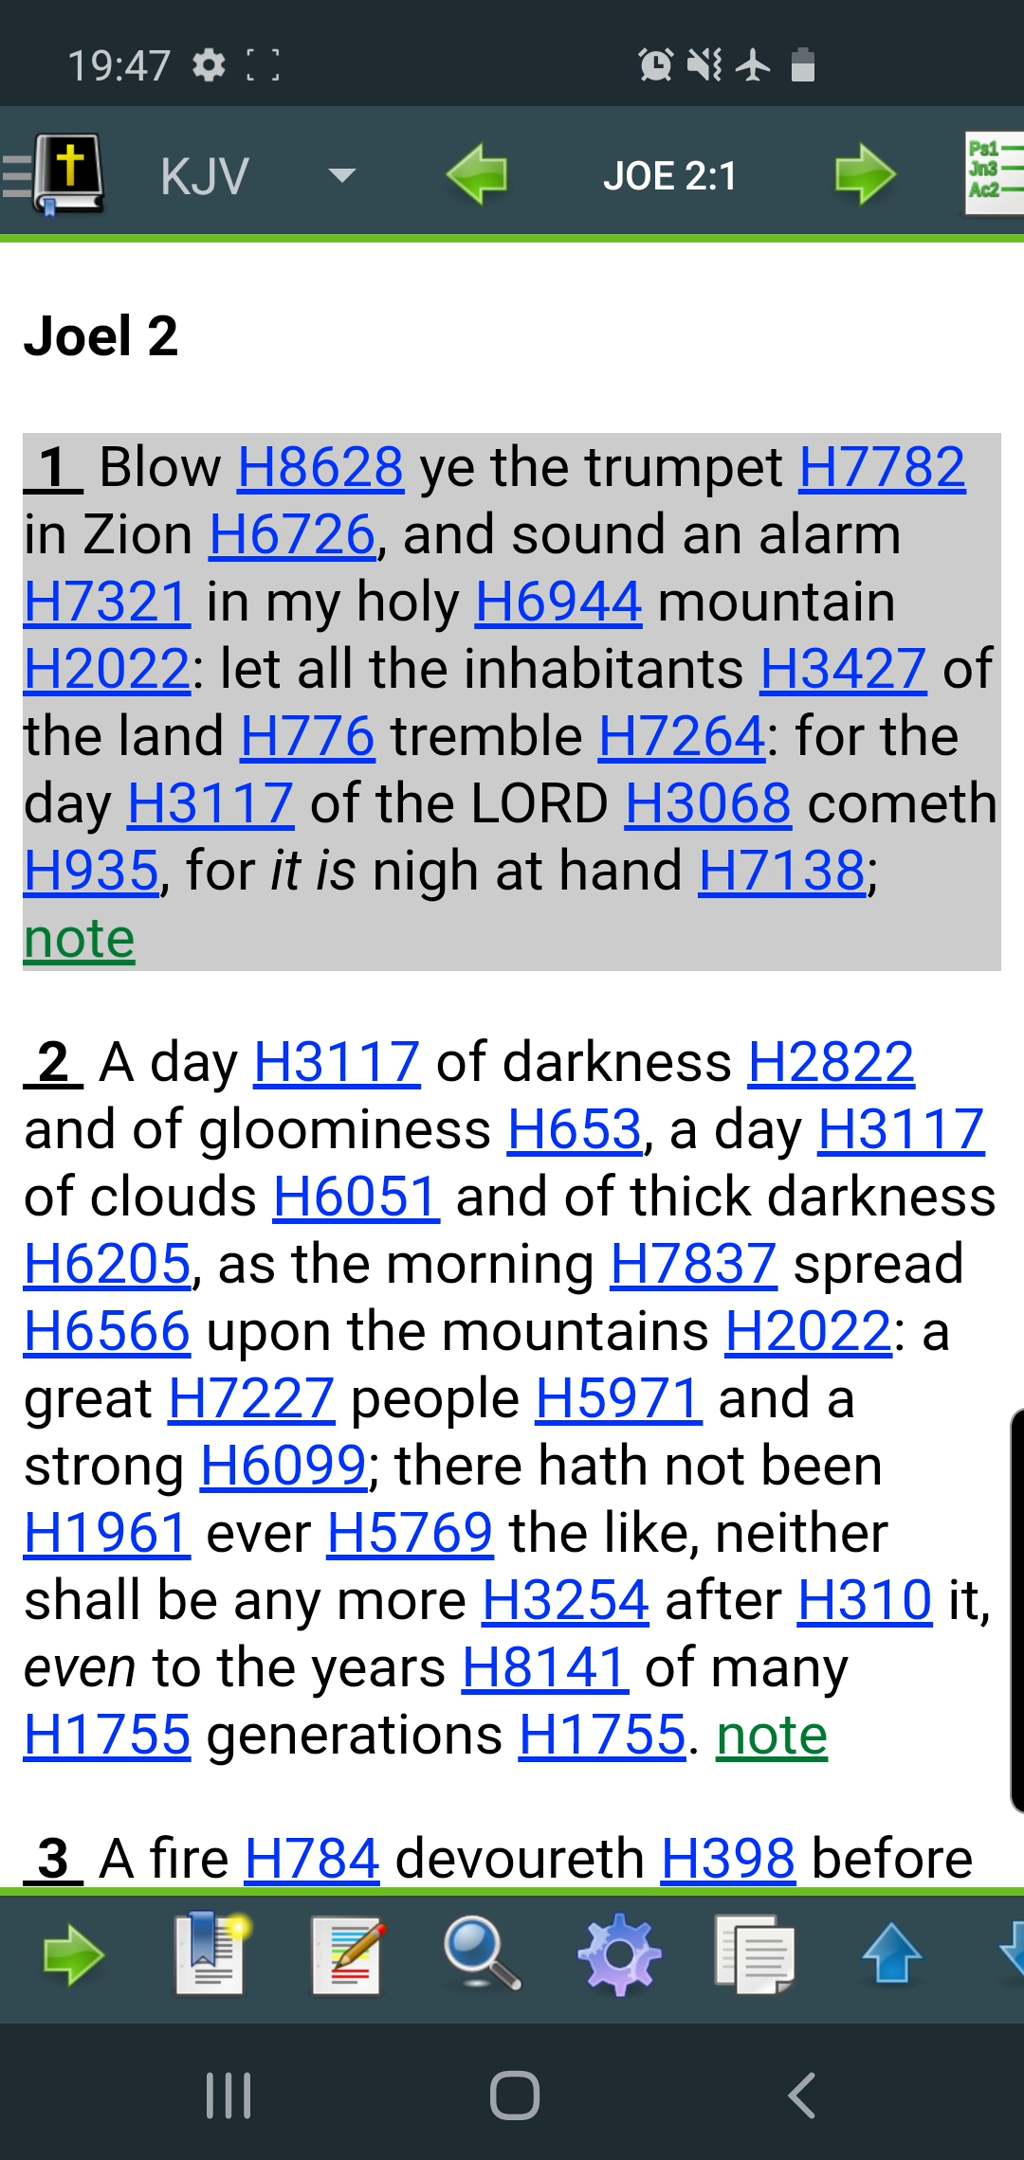 19:47
KJV
JOE 2:1
Ps1
Jn3
Ac2
Joel 2
1 Blow H8628 ye the trumpet H7782
in Zion H6726, and sound an alarm
H7321 in my holy H6944 mountain
H2022: let all the inhabitants H3427 of
the land H776 tremble H7264: for the
day H3117 of the LORD H3068 cometh
H935, for it is nigh at hand H7138;
note
2 A day H3117 of darkness H2822
and of gloominess H653, a day H3117
of clouds H6051 and of thick darkness
H6205, as the morning H7837 spread
H6566 upon the mountains H2022: a
great H7227 people H5971 and a
strong H6099; there hath not been
H1961 ever H5769 the like, neither
shall be any more H3254 after H310 it,
even to the years H8141 of many
H1755 generations H1755. note
3 A fire H784 devoureth H398 before